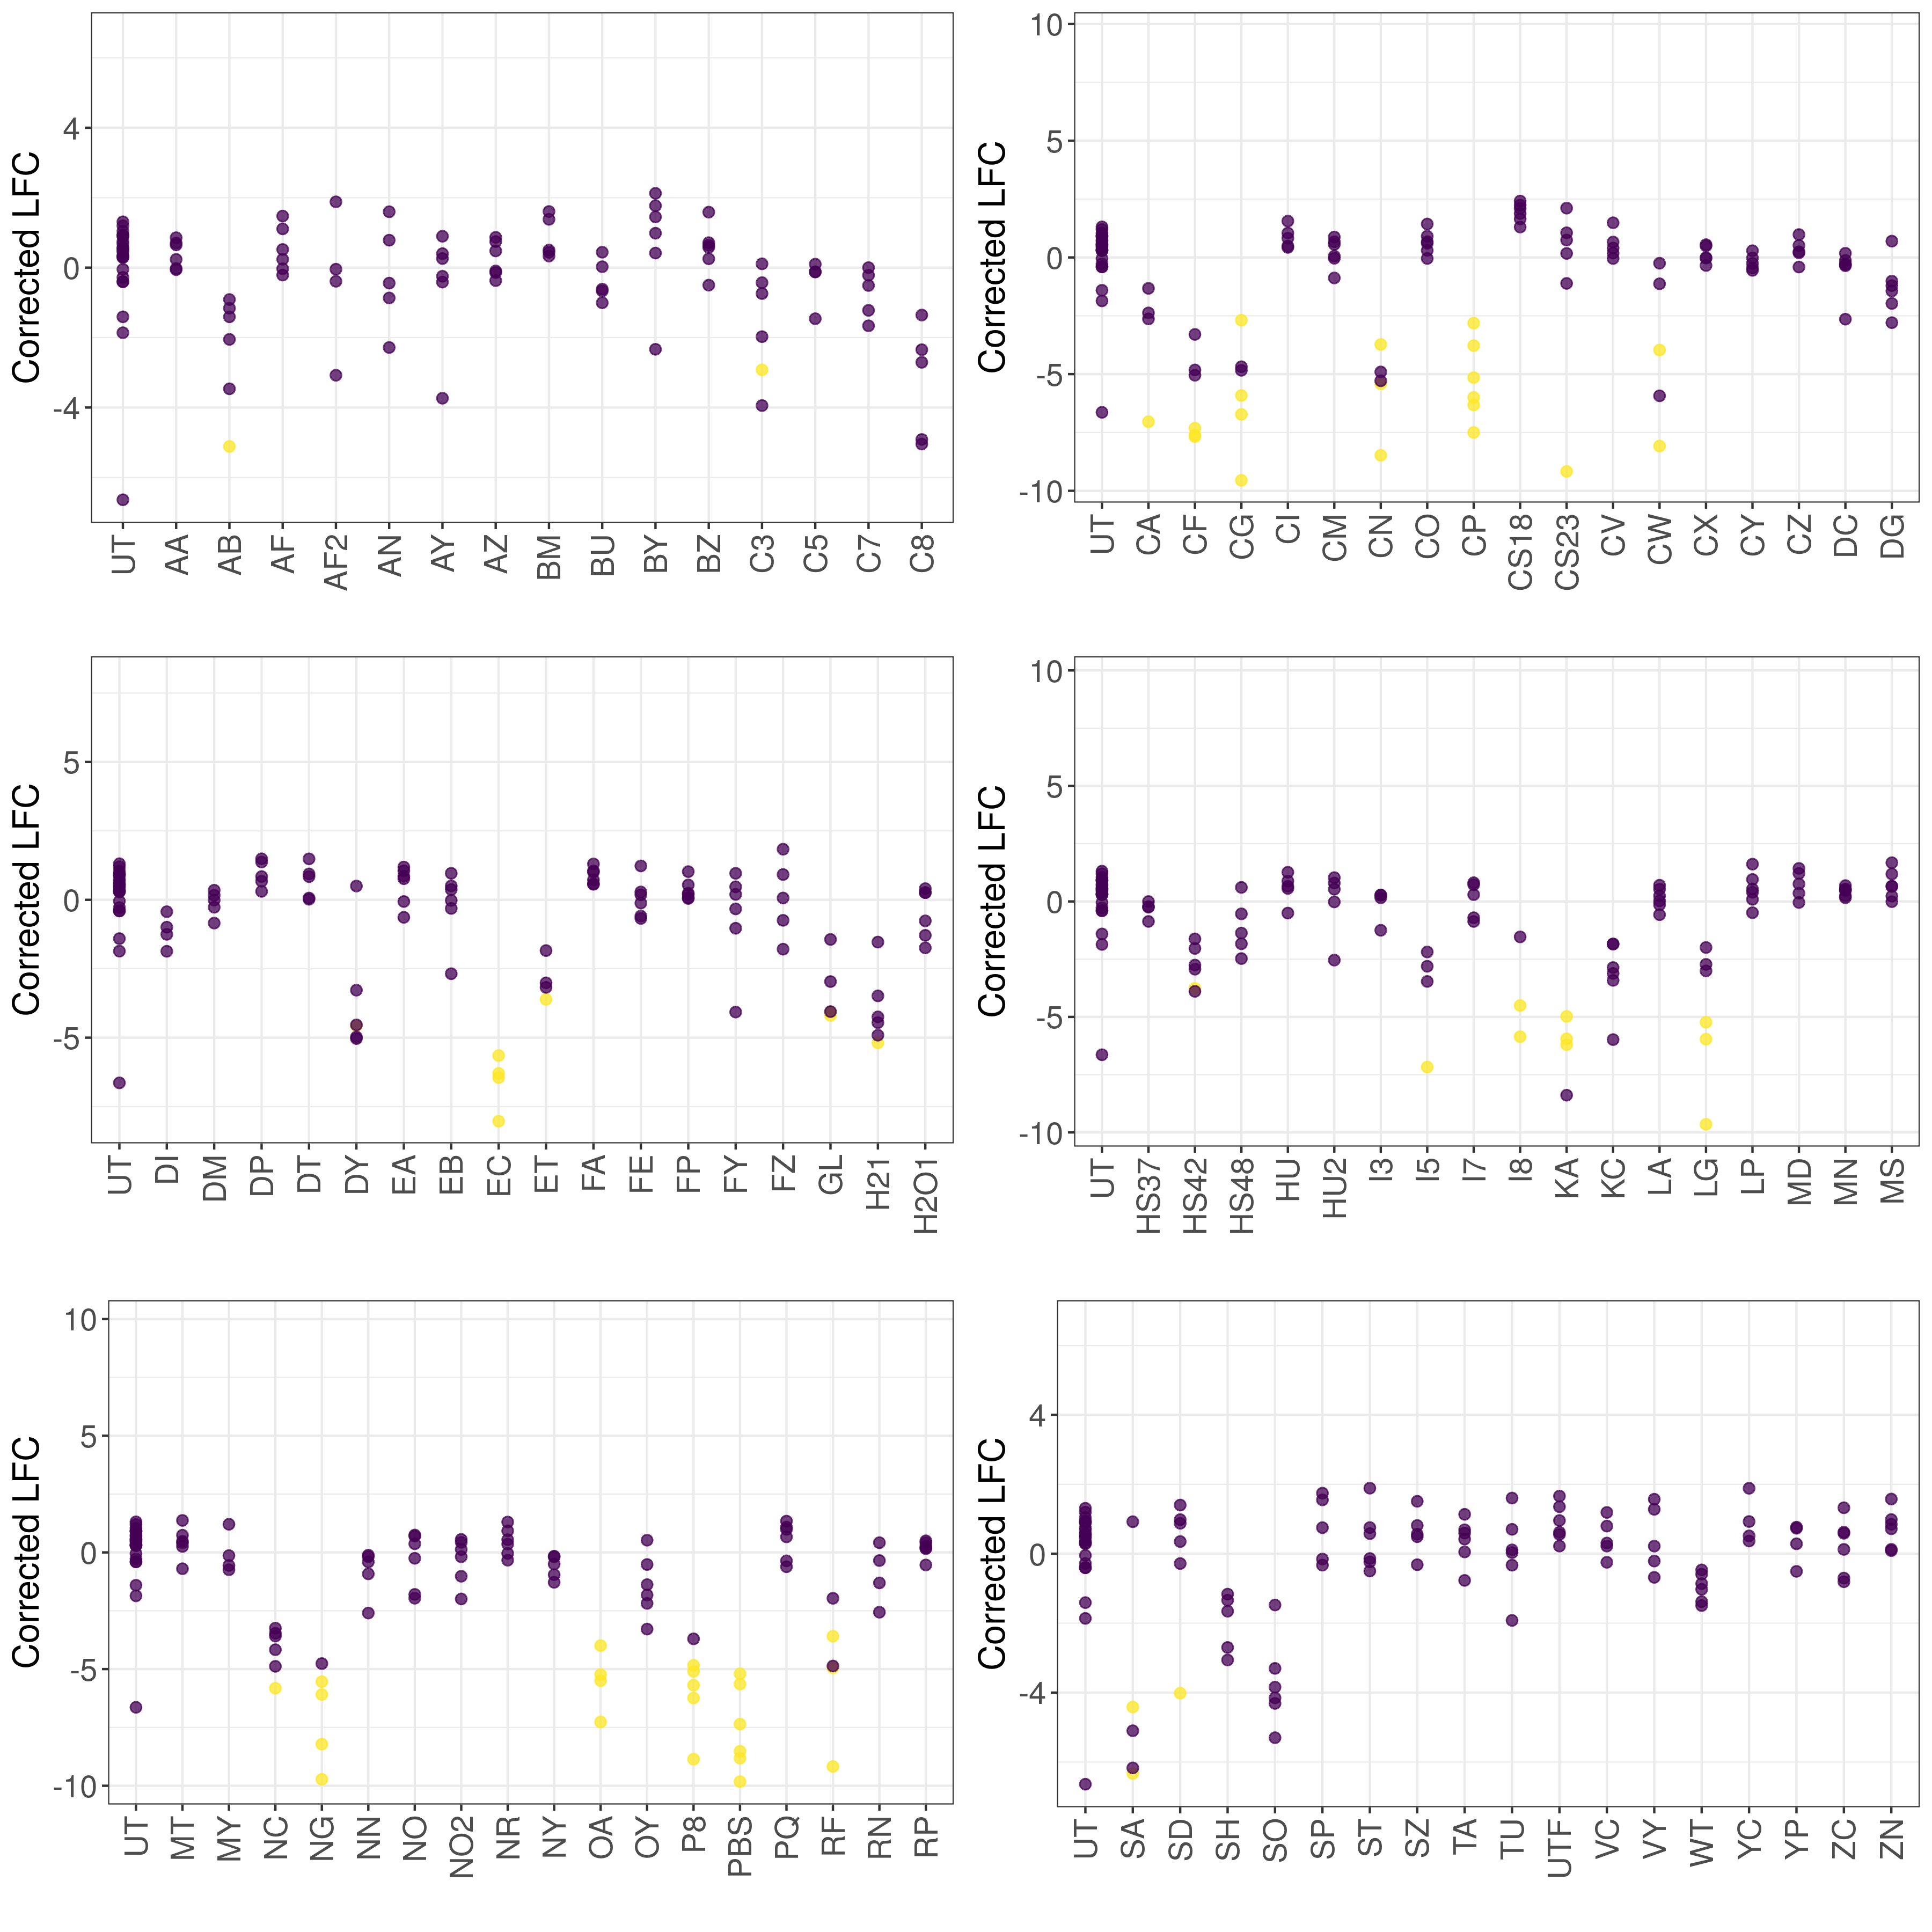 Corrected LFC
4
0
-4
UT AA AB AF AF2 AN AY AZ BM BU BY BZ C3 C5 C7 C8
Corrected LFC
10
5
0
-5
-10
UT CA CF CG CI CM CN CO CP CS18 CS23 CV CW CX CY CZ DC DG
Corrected LFC
5
0
-5
UT DI DM DP DT DY EA EB EC ET FA FE FP FY FZ GL H21 H2O1
Corrected LFC
10
5
0
-5
-10
UT HS37 HS42 HS48 HU HU2 I3 I5 I7 I8 KA KC LA LG LP MD MN MS
Corrected LFC
10
5
0
-5
-10
UT MT MY NC NG NN NO NO2 NR NY OA OY P8 PBS PQ RF RN RP
Corrected LFC
4
0
-4
UT SA SD SH SO SP ST SZ TA TU UTF VC VY WT YC YP ZC ZN